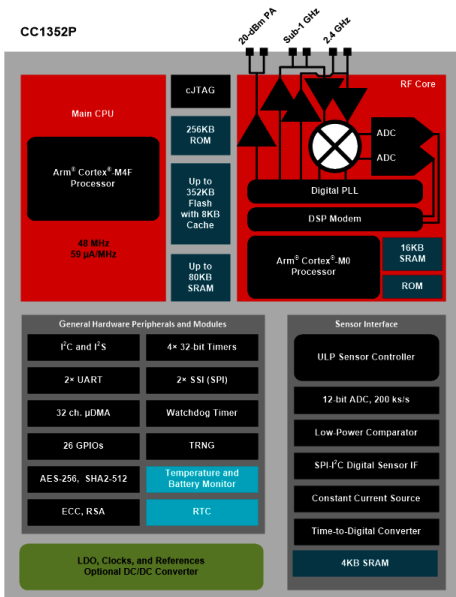 CC1352P
20-dBm PA
Sub-1 GHz
2.4 GHz
Main CPU
Arm® Cortex®-M4F
Processor
48 MHz
59 µA/MHz
cJTAG
256KB
ROM
Up to
352KB
Flash
with 8KB
Cache
Up to
80KB
SRAM
RF Core
ADC
ADC
Digital PLL
DSP Modem
Arm® Cortex®-M0
Processor
16KB
SRAM
ROM
General Hardware Peripherals and Modules
I²C and I²S
4× 32-bit Timers
2× UART
2× SSI (SPI)
32 ch. µDMA
Watchdog Timer
26 GPIOs
TRNG
AES-256, SHA2-512
Temperature and
Battery Monitor
ECC, RSA
RTC
LDO, Clocks, and References
Optional DC/DC Converter
Sensor Interface
ULP Sensor Controller
12-bit ADC, 200 ks/s
Low-Power Comparator
SPI-I²C Digital Sensor IF
Constant Current Source
Time-to-Digital Converter
4KB SRAM